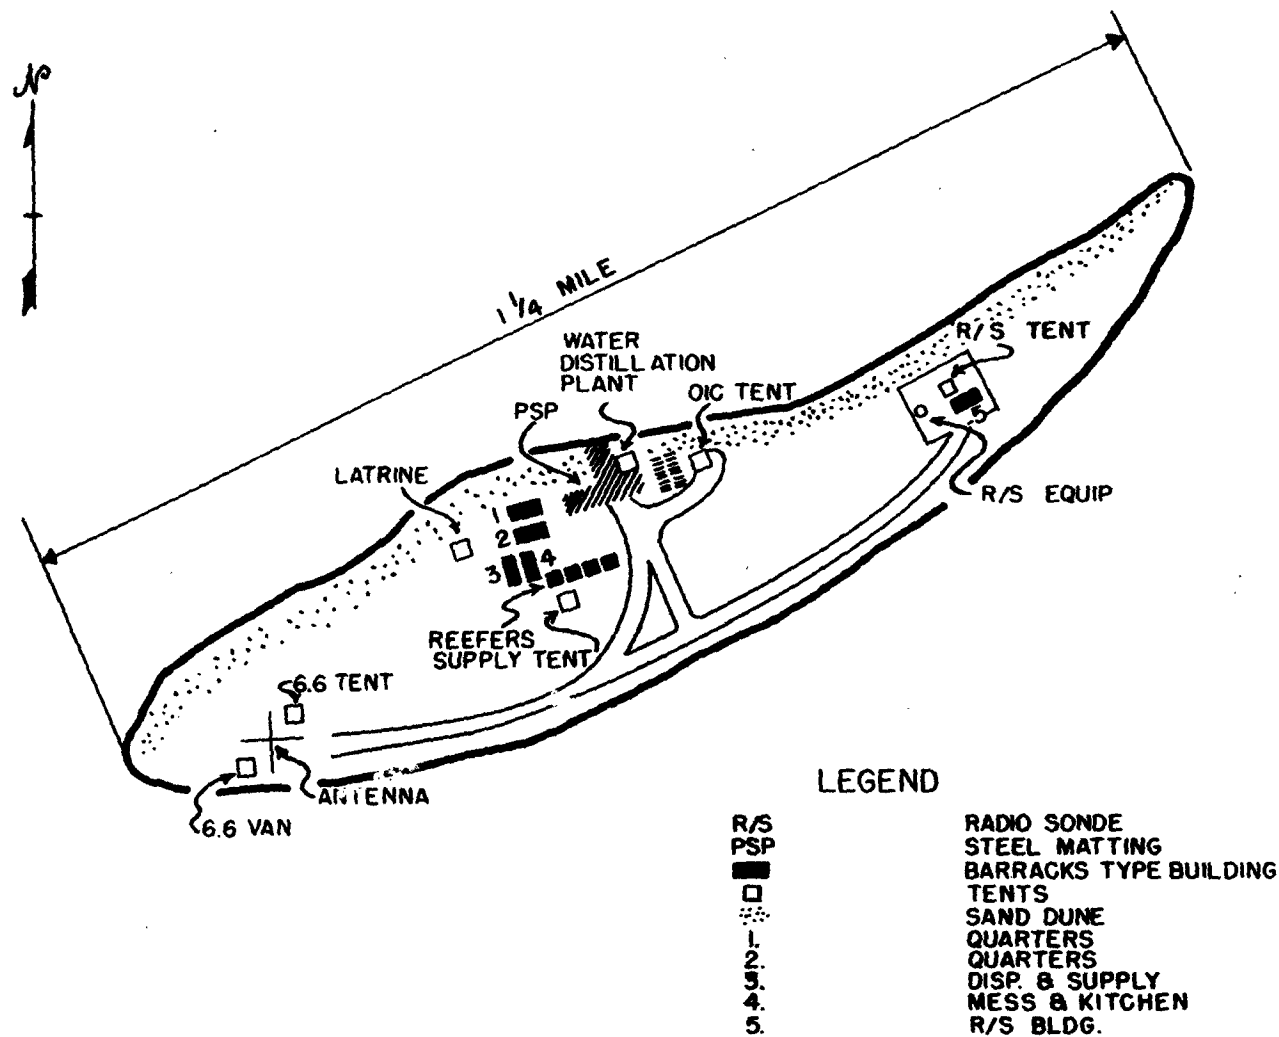 N
1 1/4 MILE
WATER
DISTILLATION
PLANT
OIC TENT
PSP
R/S TENT
LATRINE
5
R/S EQUIP
1
2
3
4
REEFERS
SUPPLY TENT
6.6 TENT
ANTENNA
6.6 VAN
LEGEND
R/S RADIO SONDE
PSP STEEL MATTING
BARRACKS TYPE BUILDING
TENTS
SAND DUNE
1. QUARTERS
2. QUARTERS
3. DISP. & SUPPLY
4. MESS & KITCHEN
5. R/S BLDG.